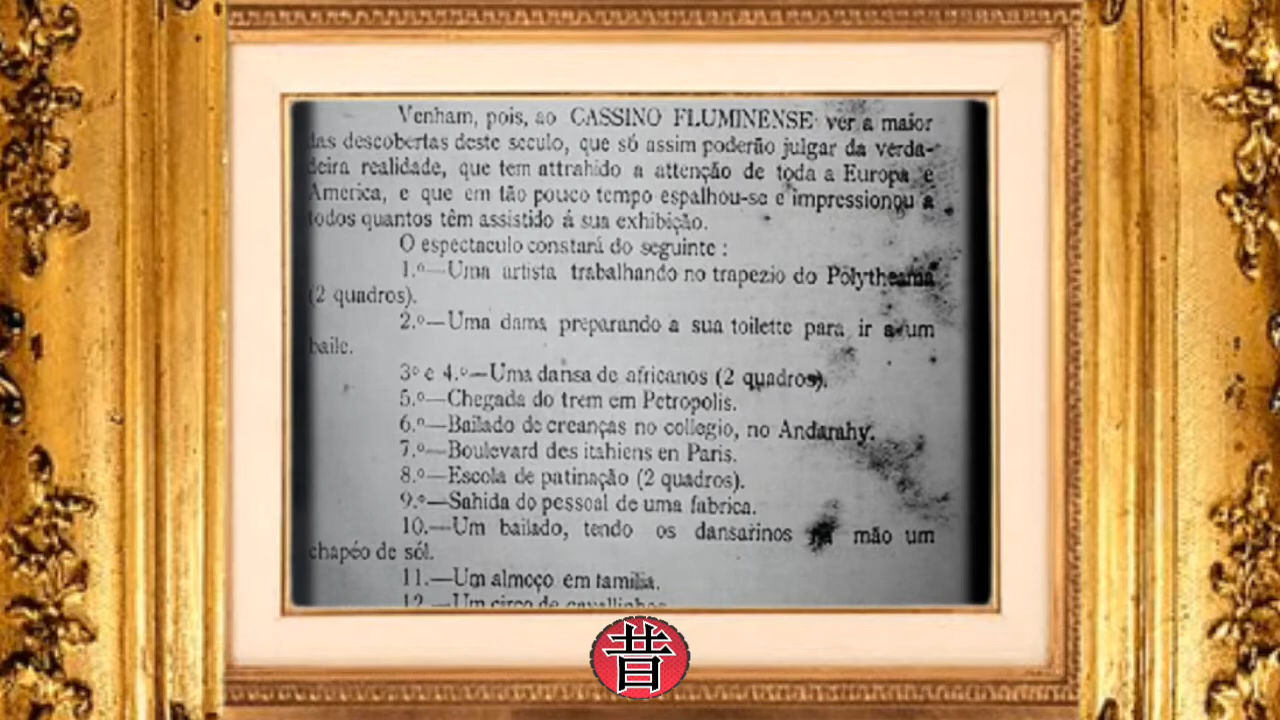 Venham, pois, ao CASSINO FLUMINENSE ver a maior
das descobertas deste seculo, que só assim poderão julgar da verda-
deira realidade, que tem attrahido a attenção de toda a Europa e
America, e que em tão pouco tempo espalhou-se e impressionou a
todos quantos têm assistido á sua exhibição.
O espectaculo constará do seguinte :
1.º—Uma artista trabalhando no trapezio do Polytheama
(2 quadros).
2.º—Uma dama preparando a sua toilette para ir a um
baile.
3º e 4.º—Uma dansa de africanos (2 quadros).
5.º—Chegada do trem em Petropolis.
6.º—Bailado de creanças no collegio, no Andarahy.
7.º—Boulevard des itahiens en Paris.
8.º—Escola de patinação (2 quadros).
9.º—Sahida do pessoal de uma fabrica.
10.—Um bailado, tendo os dansarinos na mão um
chapéo de sól.
11.—Um almoço em familia.
12.—Um circo de cavallinhos
昔